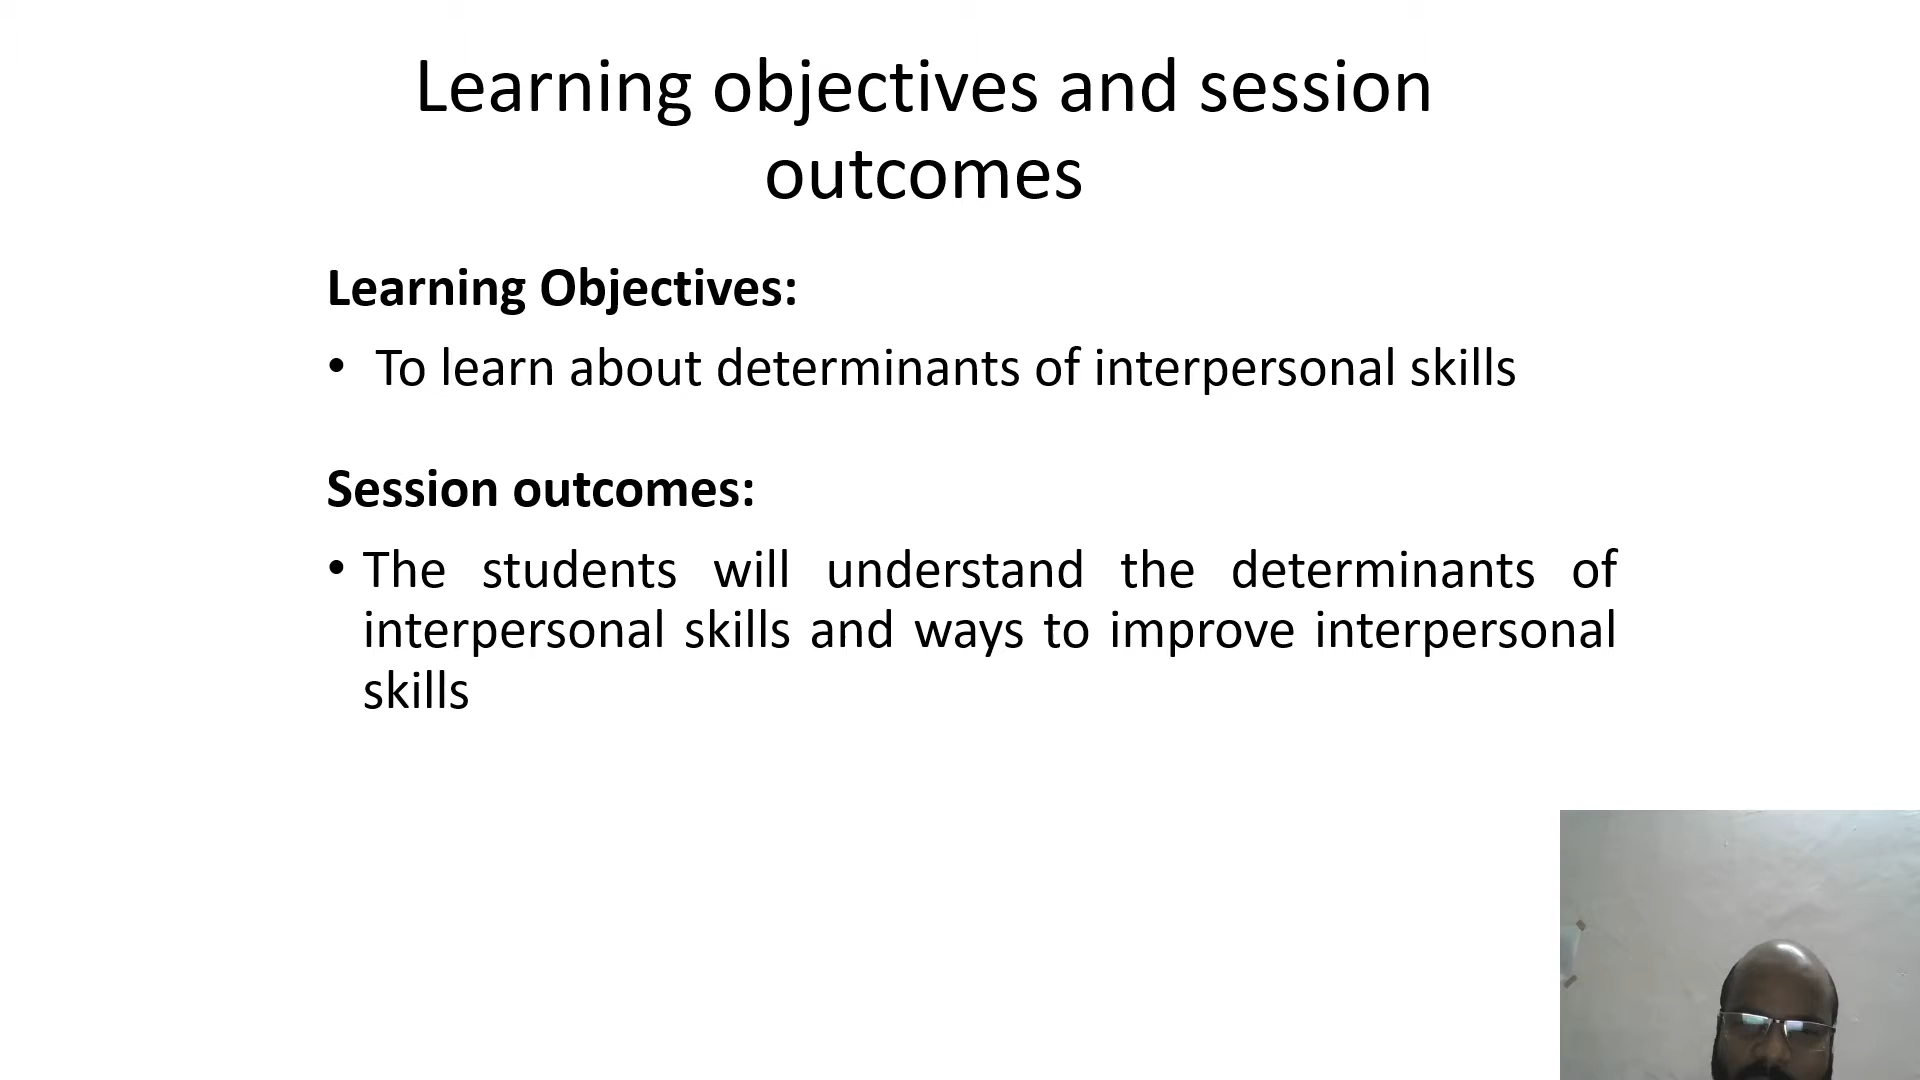 Learning objectives and session
outcomes
Learning Objectives:
• To learn about determinants of interpersonal skills
Session outcomes:
• The students will understand the determinants of
interpersonal skills and ways to improve interpersonal
skills